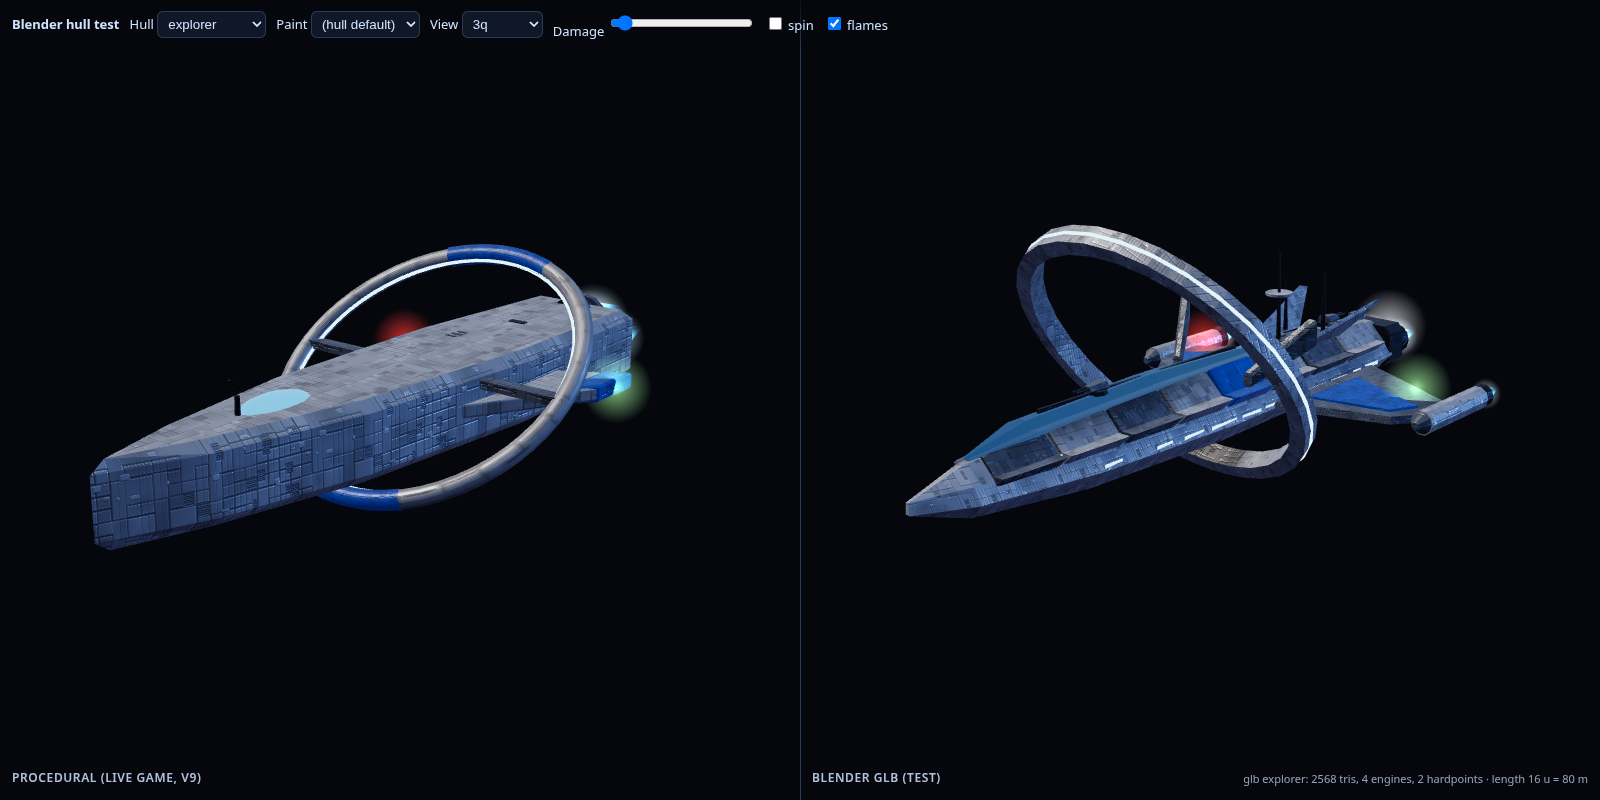 Blender hull test Hull explorer Paint (hull default) View 3q Damage spin flames
PROCEDURAL (LIVE GAME, V9)
BLENDER GLB (TEST)
glb explorer: 2568 tris, 4 engines, 2 hardpoints · length 16 u = 80 m